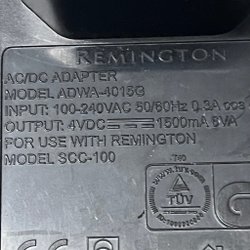 REMINGTON
AC/DC ADAPTER
MODEL ADWA-4015G
INPUT: 100-240VAC 50/60Hz 0.3A
OUTPUT: 4VDC 1500mA 8VA
FOR USE WITH REMINGTON
MODEL SCC-100
TÜV